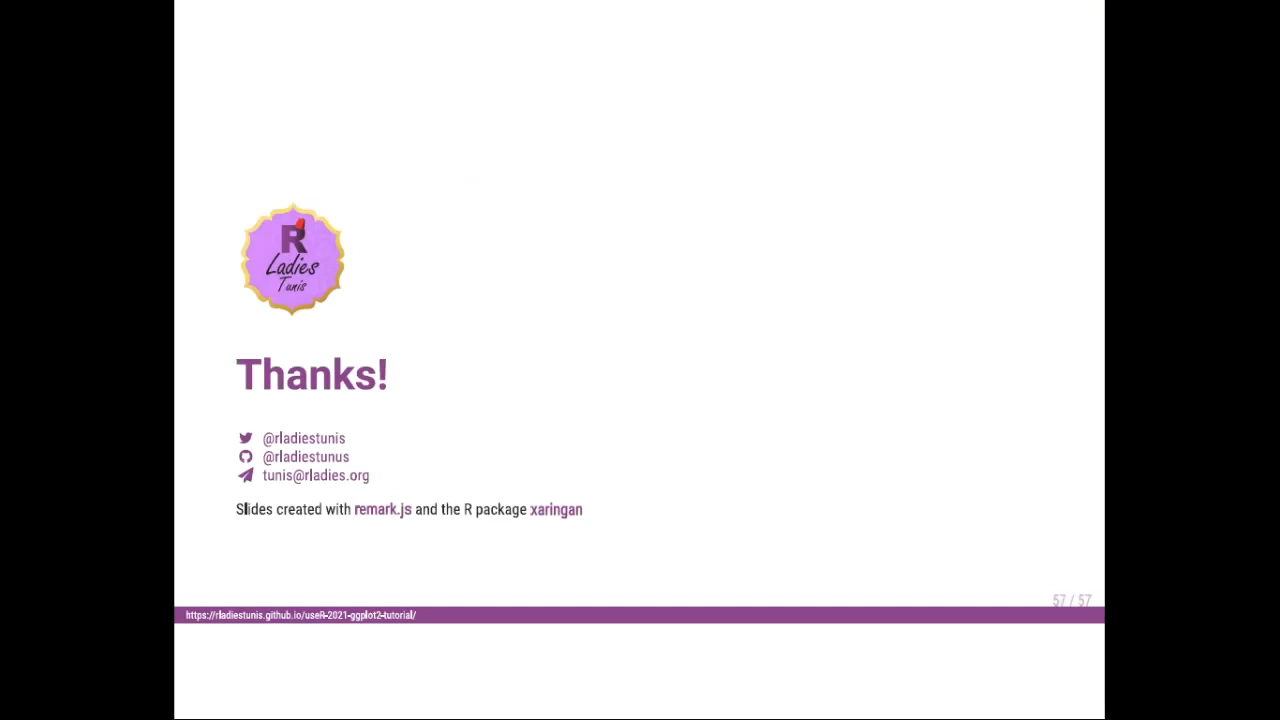 R
Ladies
Tunis
Thanks!
@rladiestunis
@rladiestunus
tunis@rladies.org
Slides created with remark.js and the R package xaringan
57 / 57
https://rladiestunis.github.io/useR-2021-ggplot2-tutorial/